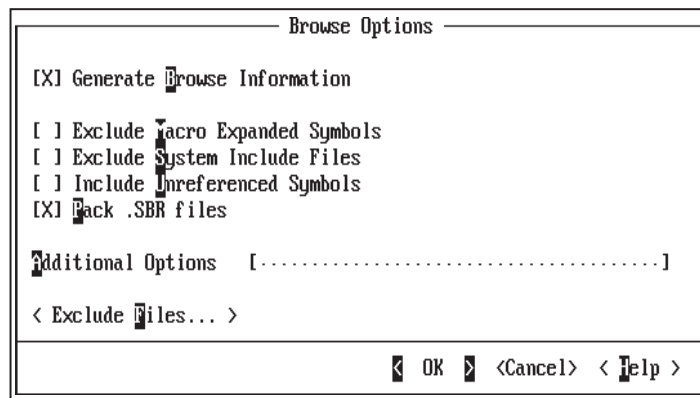 Browse Options
[X] Generate Browse Information
[ ] Exclude Macro Expanded Symbols
[ ] Exclude System Include Files
[ ] Include Unreferenced Symbols
[X] Pack .SBR files
Additional Options [.......................................]
< Exclude Files... >
< OK > <Cancel> < Help >